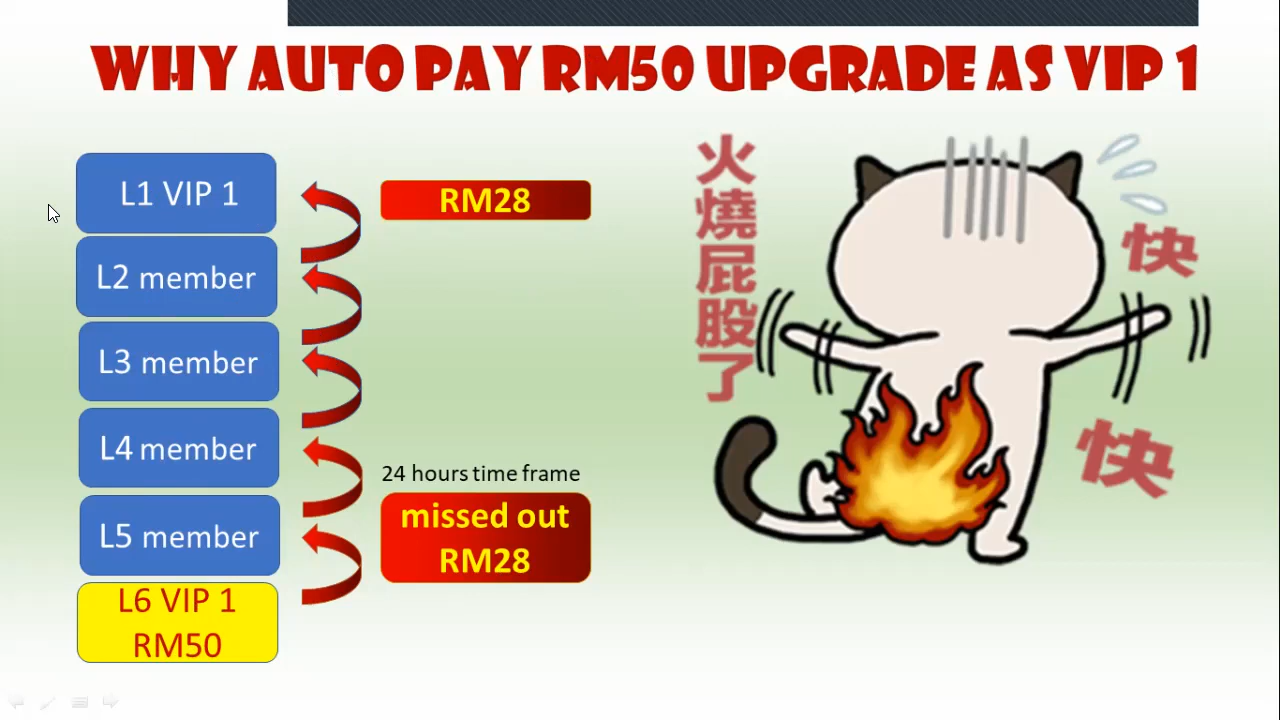 WHY AUTO PAY RM50 UPGRADE AS VIP 1
L1 VIP 1
RM28
L2 member
L3 member
L4 member
24 hours time frame
missed out
RM28
L5 member
L6 VIP 1
RM50
火燒屁股了
快
快